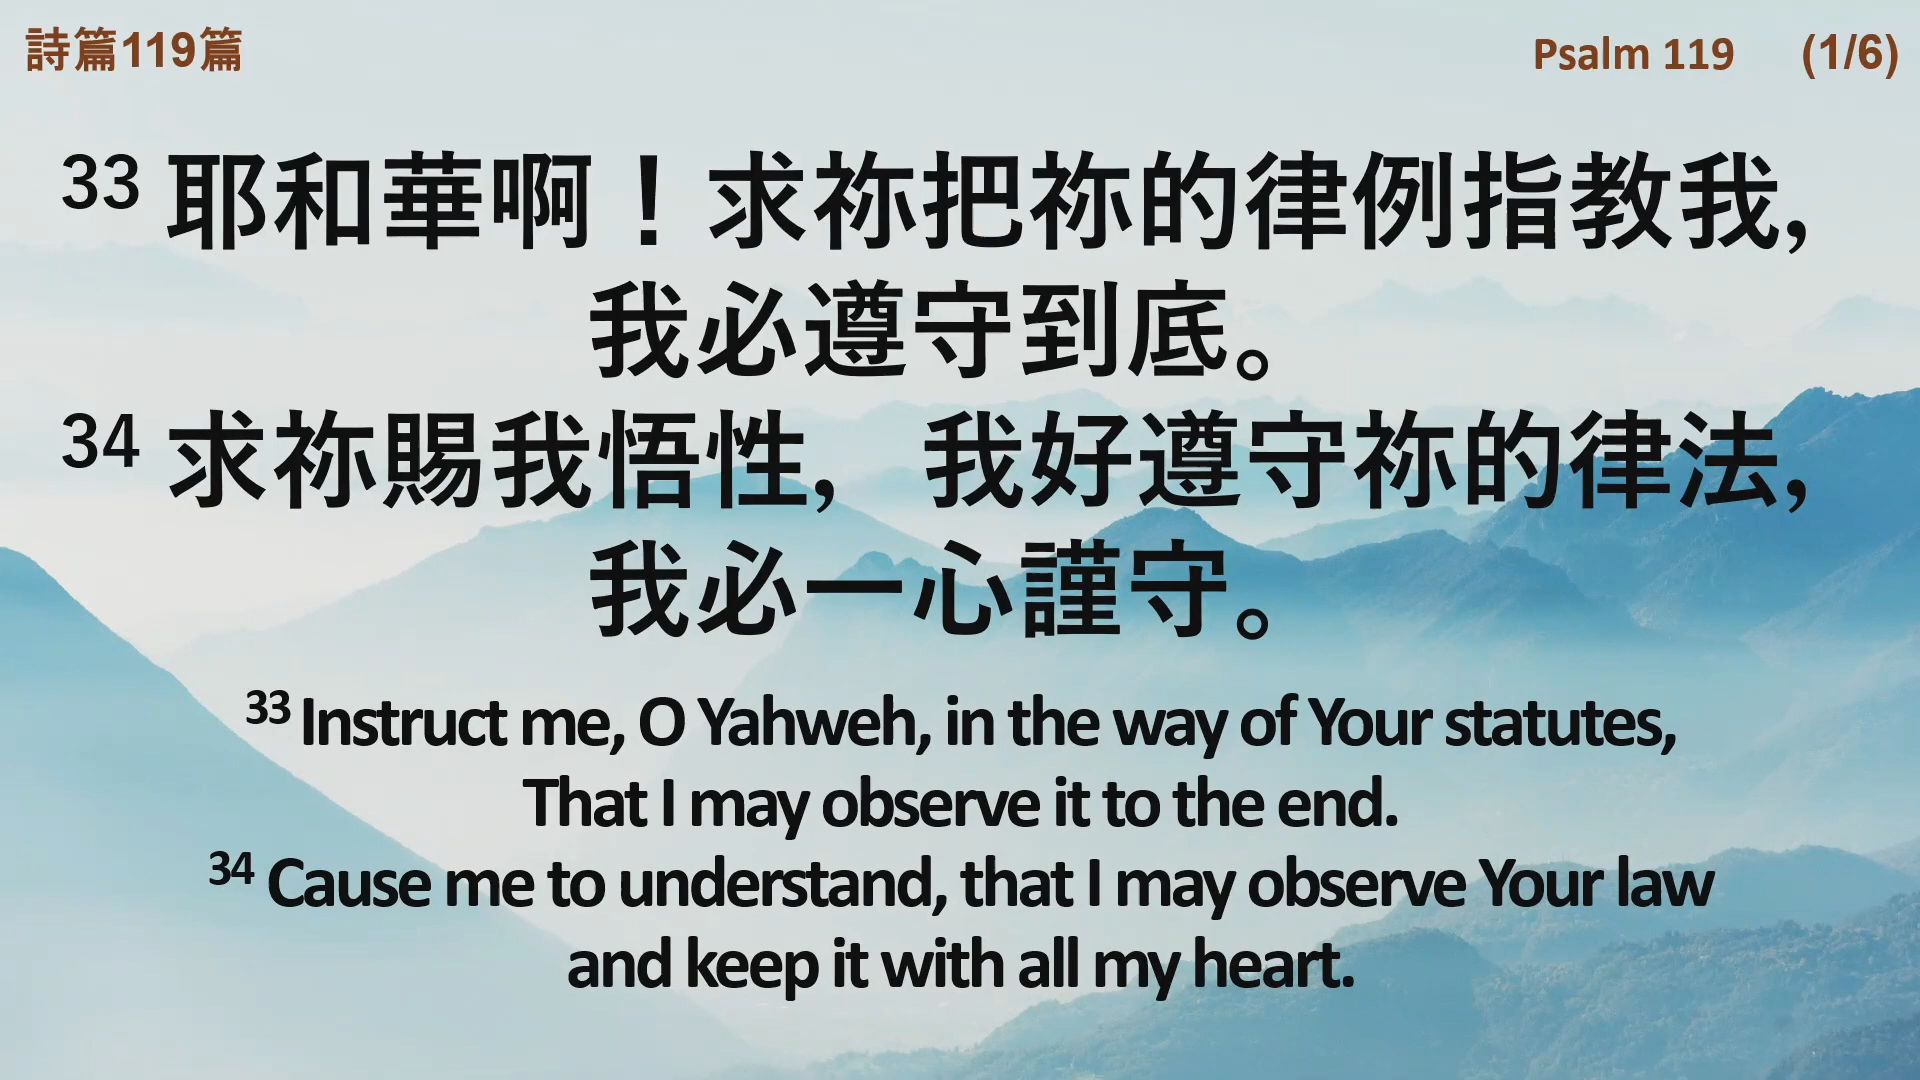 詩篇119篇
Psalm 119 (1/6)
33 耶和華啊！求祢把祢的律例指教我,
我必遵守到底。
34 求祢賜我悟性, 我好遵守祢的律法,
我必一心謹守。
33 Instruct me, O Yahweh, in the way of Your statutes,
That I may observe it to the end.
34 Cause me to understand, that I may observe Your law
and keep it with all my heart.